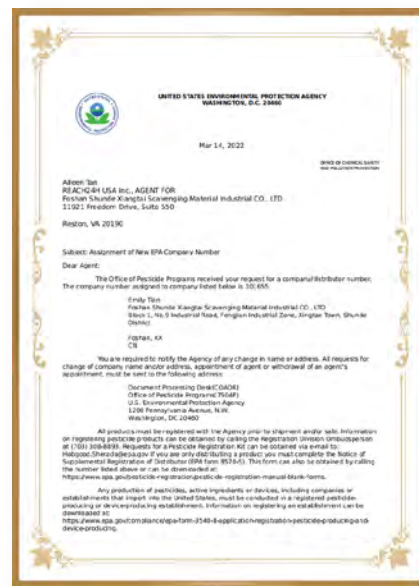 UNITED STATES ENVIRONMENTAL PROTECTION AGENCY
WASHINGTON, D.C. 20460
Mar 14, 2022
OFFICE OF CHEMICAL SAFETY
AND POLLUTION PREVENTION
Aileen Tan
REACH24H USA Inc., AGENT FOR
Foshan Shunde Xiangtai Scavenging Material Industrial CO., LTD
11921 Freedom Drive, Suite 550
Reston, VA 20190
Subject: Assignment of New EPA Company Number
Dear Agent:
The Office of Pesticide Programs received your request for a company/distributor number.
The company number assigned to company listed below is 101655.
Emily Tian
Foshan Shunde Xiangtai Scavenging Material Industrial CO., LTD
Block 1, No.9 Industrial Road, Fengjian Industrial Zone, Xingtan Town, Shunde
District
Foshan, XX
CN
You are required to notify the Agency of any change in name or address. All requests for
change of company name and/or address, appointment of agent or withdrawal of an agent's
appointment, must be sent to the following address:
Document Processing Desk(COADR)
Office of Pesticide Programs(7504P)
U.S. Environmental Protection Agency
1200 Pennsylvania Avenue, N.W.
Washington, DC 20460
All products must be registered with the Agency prior to shipment and/or sale. Information
on registering pesticide products can be obtained by calling the Registration Division Ombudsperson
at (703) 308-8893. Requests for a Pesticide Registration Kit can be obtained via e-mail to:
If you are only distributing a product you must complete the Notice of
Supplemental Registration of Distributor (EPA form 8570-5). This form can also be obtained by calling
the number listed above or can be downloaded at:
https://www.epa.gov/pesticide-registration/pesticide-registration-manual-blank-forms.
Any production of pesticides, active ingredients or devices, including companies or
establishments that import into the United States, must be conducted in a registered pesticide-
producing or device-producing establishment. Information on registering an establishment can be
downloaded at:
https://www.epa.gov/compliance/epa-form-3540-8-application-registration-pesticide-producing-and-
device-producing.